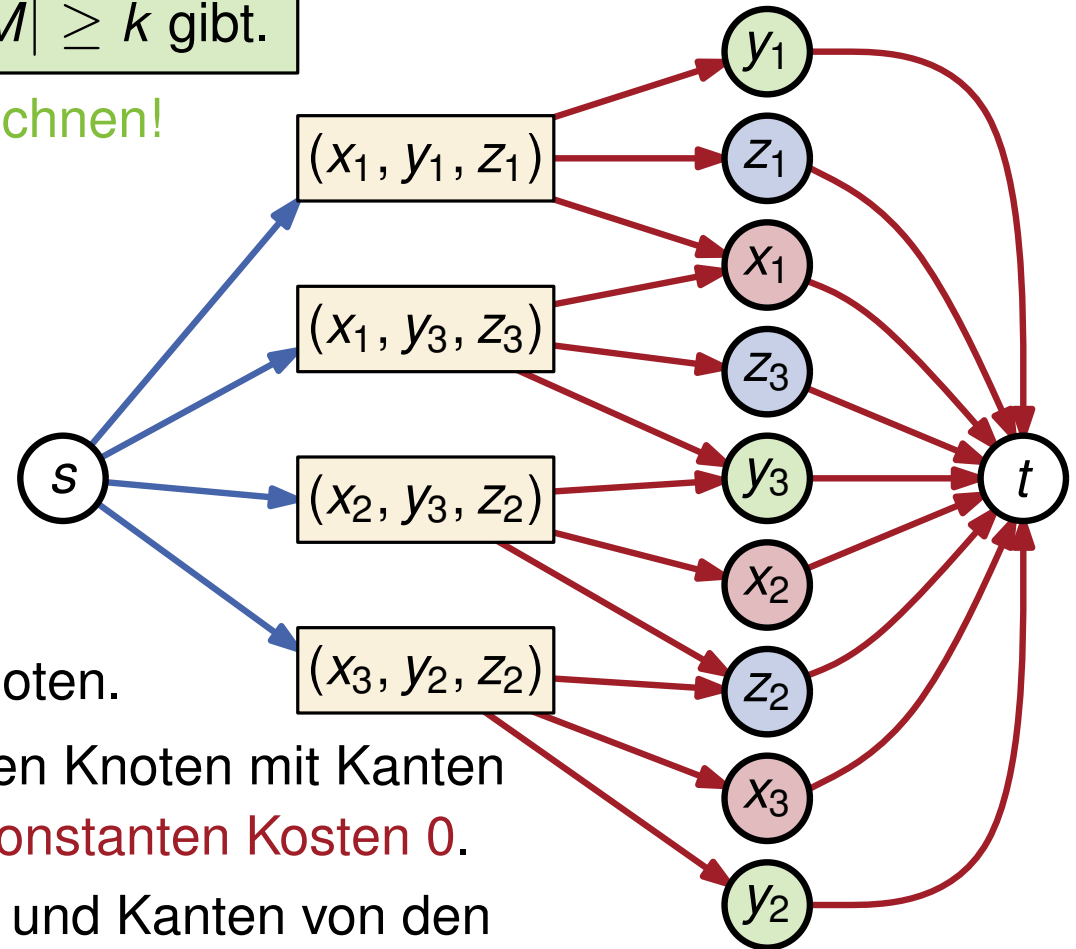 M| ≥ k gibt.
chnen!
(x₁, y₁, z₁)
(x₁, y₃, z₃)
(x₂, y₃, z₂)
(x₃, y₂, z₂)
s
y₁
z₁
x₁
z₃
y₃
x₂
z₂
x₃
y₂
t
oten.
en Knoten mit Kanten
onstanten Kosten 0.
und Kanten von den